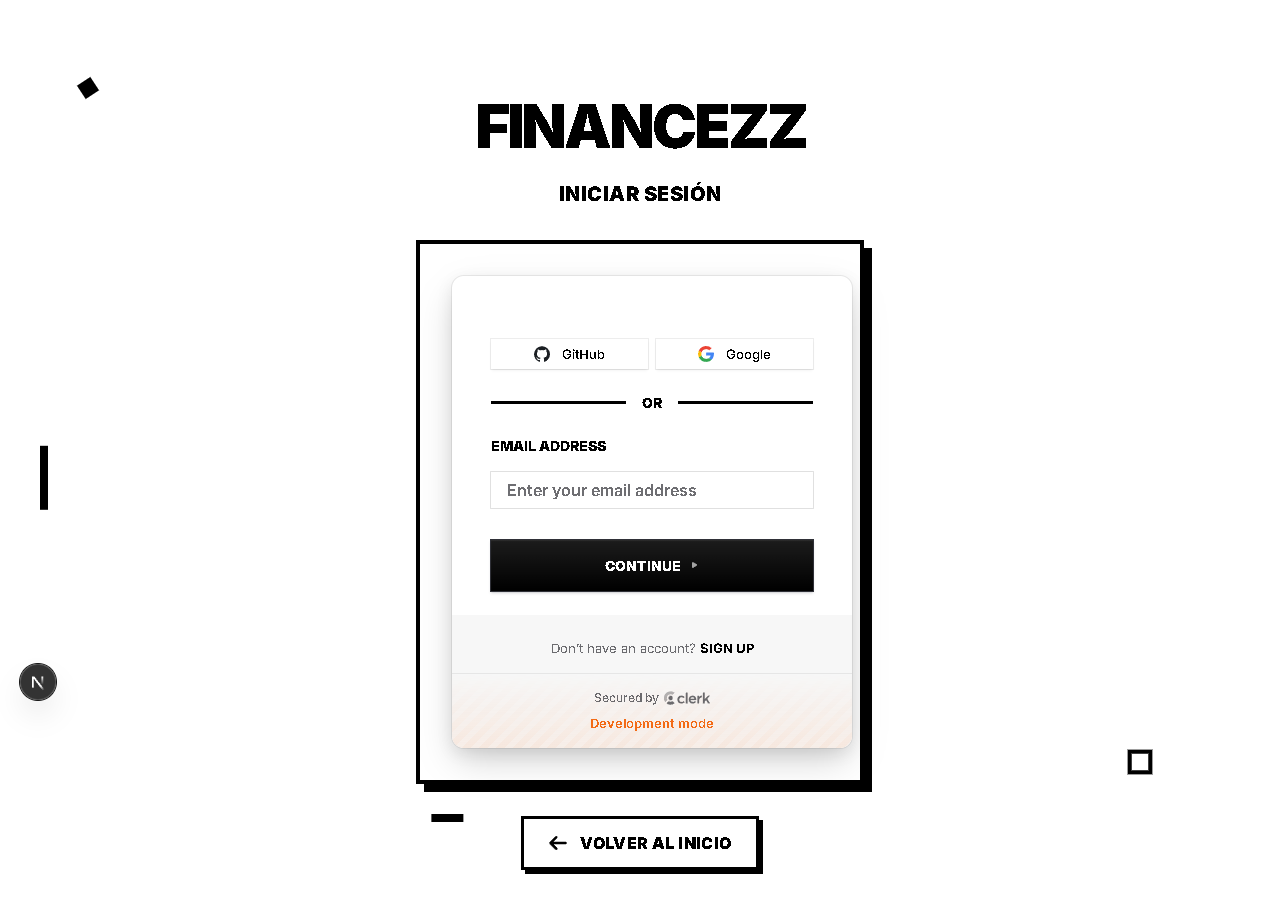 FINANCEZZ
INICIAR SESIÓN
GitHub Google
OR
EMAIL ADDRESS
Enter your email address
CONTINUE
Don't have an account? SIGN UP
Secured by clerk
Development mode
N
VOLVER AL INICIO